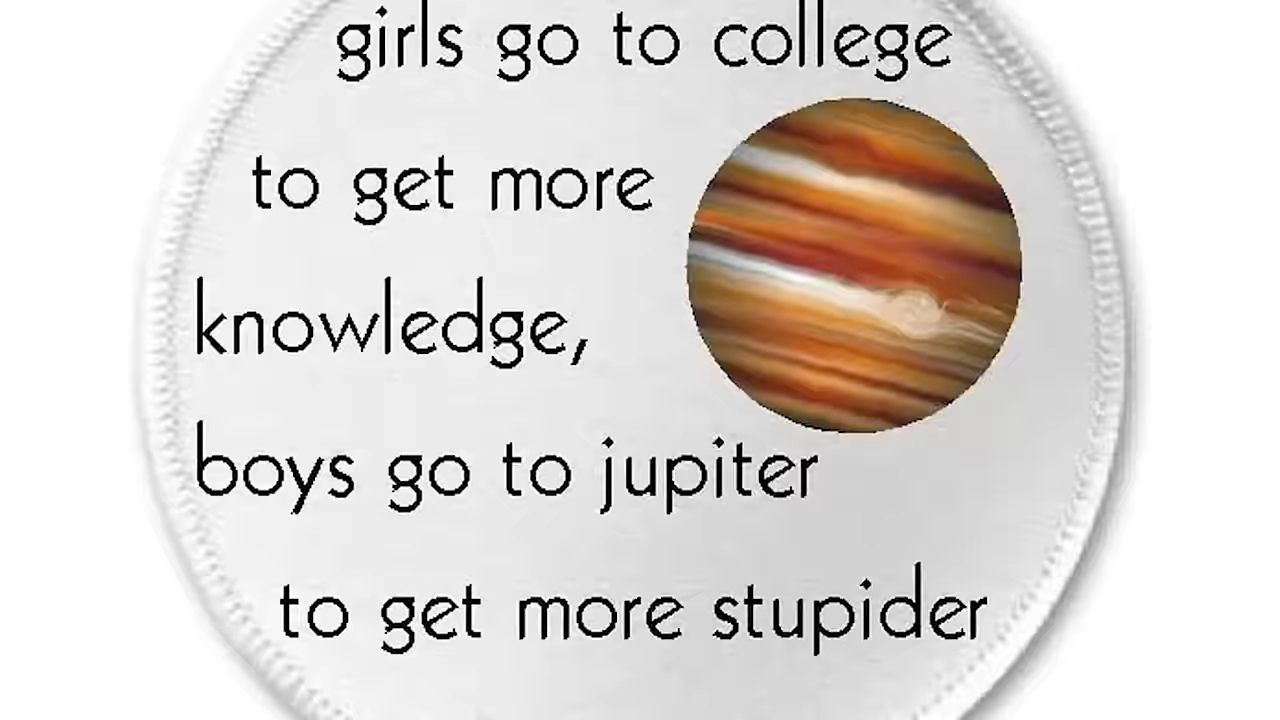 girls go to college
to get more
knowledge,
boys go to jupiter
to get more stupider